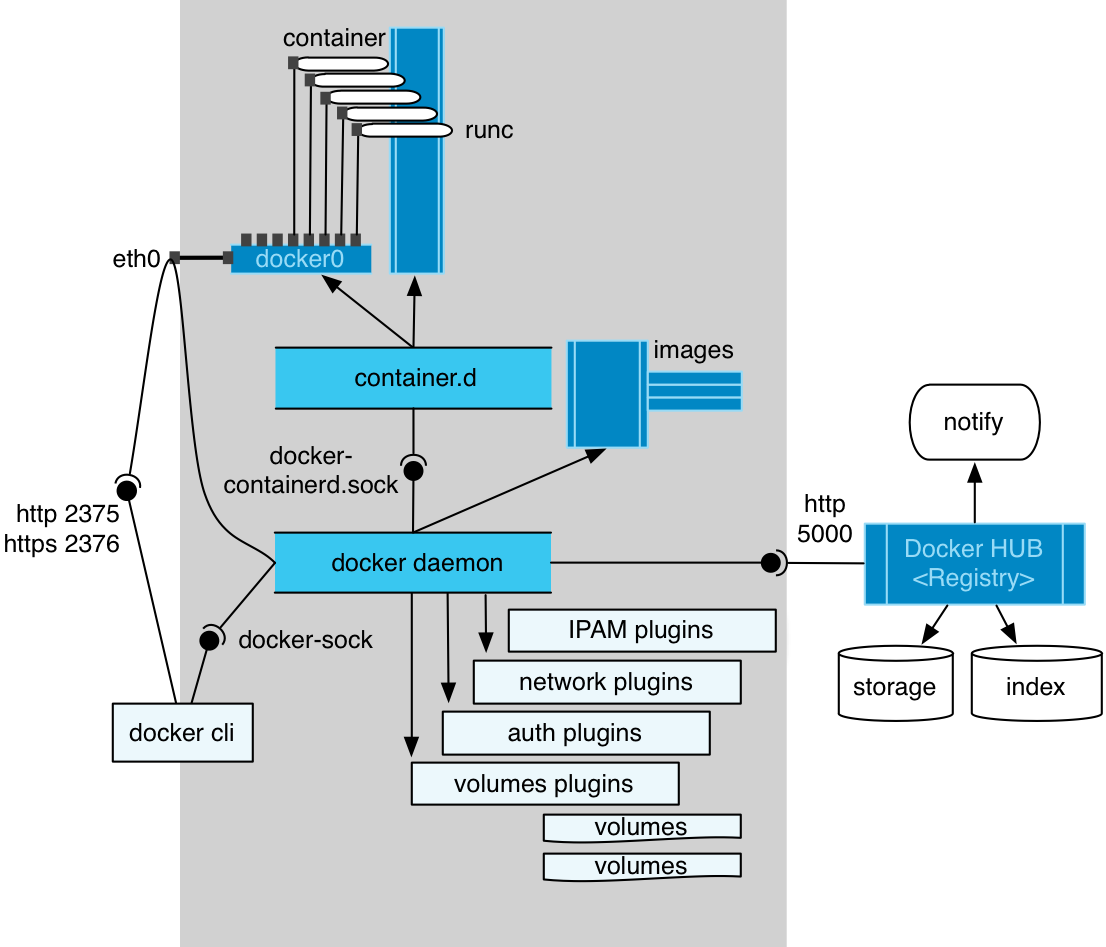 container
runc
eth0
docker0
images
container.d
notify
docker-
containerd.sock
http
5000
http 2375
https 2376
docker daemon
Docker HUB
<Registry>
IPAM plugins
docker-sock
network plugins
storage
index
docker cli
auth plugins
volumes plugins
volumes
volumes